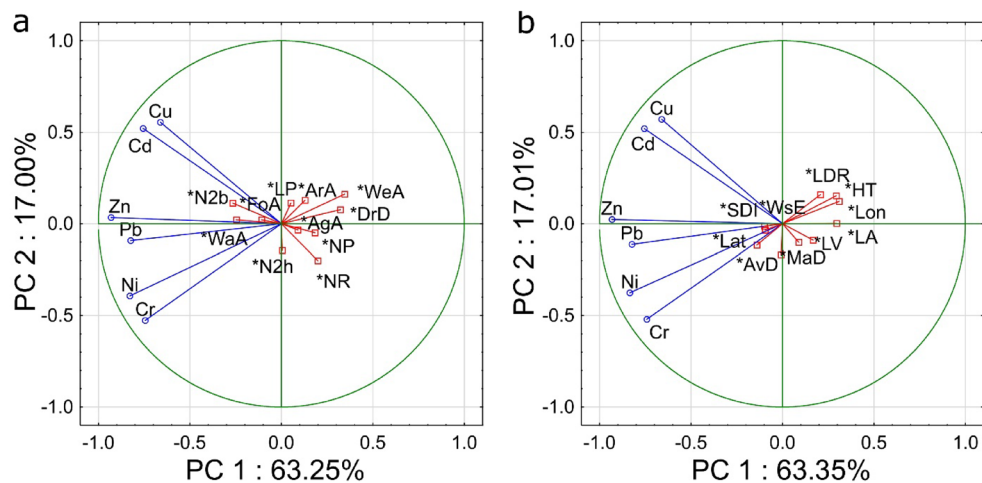 a
1.0
0.5
0.0
-0.5
-1.0
PC 2 : 17.00%
Cu
Cd
Zn
Pb
Ni
Cr
*N2b
*FoA
*LP
*ArA
*WeA
*DrD
*AgA
*WaA
*NP
*N2h
*NR
-1.0 -0.5 0.0 0.5 1.0
PC 1 : 63.25%
b
1.0
0.5
0.0
-0.5
-1.0
PC 2 : 17.01%
Cu
Cd
Zn
Pb
Ni
Cr
*LDR
*HT
*SDI
*WsE
*Lon
*Lat
*LV
*LA
*AvD
*MaD
-1.0 -0.5 0.0 0.5 1.0
PC 1 : 63.35%